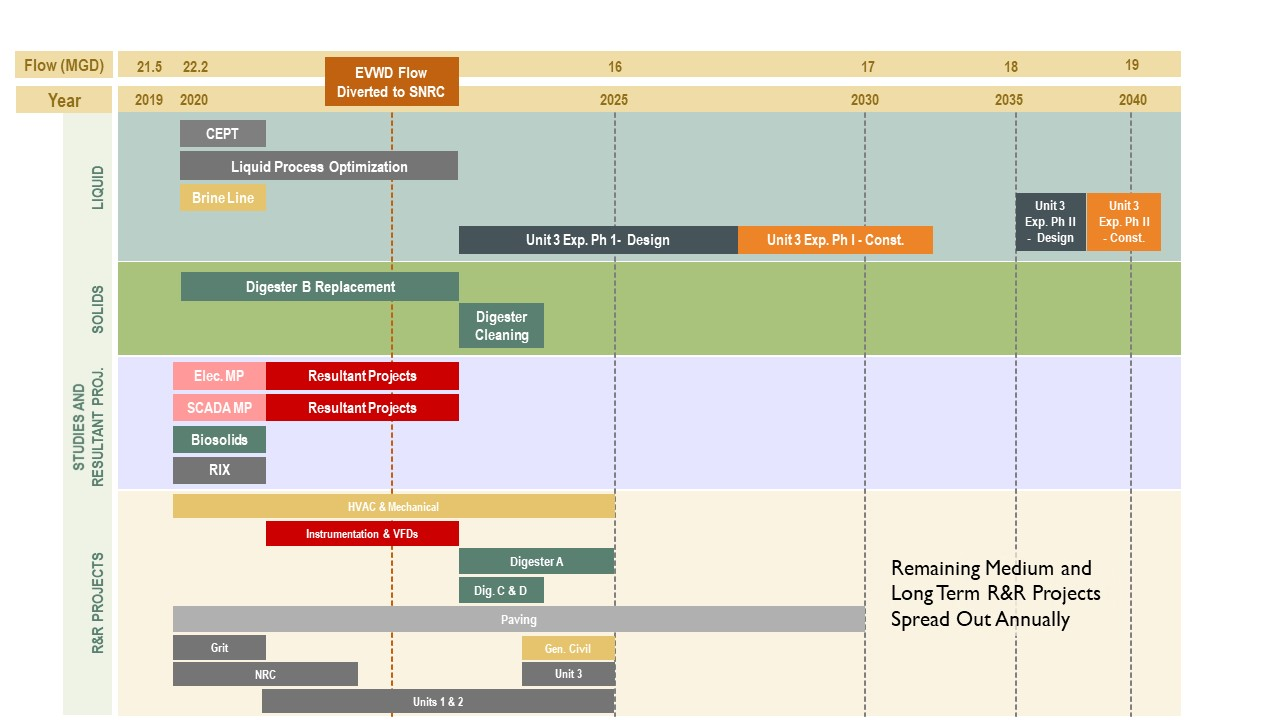 Flow (MGD)
21.5
22.2
EVWD Flow
Diverted to SNRC
16
17
18
19
Year
2019
2020
2025
2030
2035
2040
LIQUID
CEPT
Liquid Process Optimization
Brine Line
Unit 3 Exp. Ph 1- Design
Unit 3 Exp. Ph I - Const.
Unit 3
Exp. Ph II
- Design
Unit 3
Exp. Ph II
- Const.
SOLIDS
Digester B Replacement
Digester
Cleaning
STUDIES AND
RESULTANT PROJ.
Elec. MP
Resultant Projects
SCADA MP
Resultant Projects
Biosolids
RIX
R&R PROJECTS
HVAC & Mechanical
Instrumentation & VFDs
Digester A
Dig. C & D
Paving
Grit
Gen. Civil
NRC
Unit 3
Units 1 & 2
Remaining Medium and
Long Term R&R Projects
Spread Out Annually